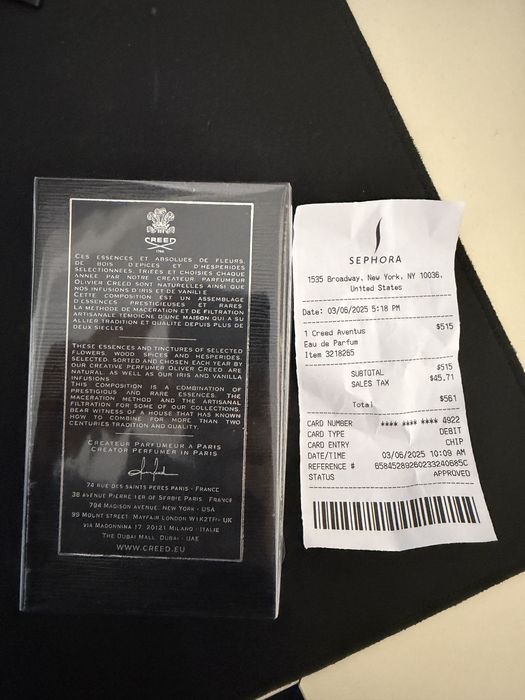 CREED
1760
CES ESSENCES ET ABSOLUES DE FLEURS,
DE BOIS D'ÉPICES ET D'HESPERIDES
SELECTIONNÉES, TRIÉES ET CHOISIES CHAQUE
ANNÉE PAR NOTRE CREATEUR PARFUMEUR
OLIVIER CREED SONT NATURELLES AINSI QUE
NOS INFUSIONS D'IRIS ET DE VANILLE
CETTE COMPOSITION EST UN ASSEMBLAGE
D'ESSENCES PRESTIGIEUSES ET RARES
LA MÉTHODE DE MACERATION ET DE FILTRATION
ARTISANALE TÉMOIGNE D'UNE MAISON QUI A SU
ALLIER TRADITION ET QUALITÉ DEPUIS PLUS DE
DEUX SIECLES
THESE ESSENCES AND TINCTURES OF SELECTED
FLOWERS, WOOD SPICES AND HESPERIDES,
SELECTED, SORTED AND CHOSEN EACH YEAR BY
OUR CREATIVE PERFUMER OLIVER CREED ARE
NATURAL, AS WELL AS OUR IRIS AND VANILLA
INFUSIONS
THIS COMPOSITION IS A COMBINATION OF
PRESTIGIOUS AND RARE ESSENCES. THE
MACERATION METHOD AND THE ARTISANAL
FILTRATION FOR SOME OF OUR COLLECTIONS,
BEAR WITNESS OF A HOUSE THAT HAS KNOWN
HOW TO COMBINE FOR MORE THAN TWO
CENTURIES TRADITION AND QUALITY.
CREATEUR PARFUMEUR A PARIS
CREATOR PERFUMER IN PARIS
74 RUE DES SAINTS PERES PARIS - FRANCE
38 AVENUE PIERRE 1ER DE SERBIE PARIS FRANCE
794 MADISON AVENUE, NEW YORK - USA
99 MOUNT STREET, MAYFAIR LONDON W1K2TF - UK
VIA MADONNINA 17, 20121 MILANO - ITALIE
THE DUBAI MALL, DUBAI - UAE
WWW.CREED.EU
SEPHORA
1535 Broadway, New York, NY 10036,
United States
Date: 03/06/2025 5:18 PM
1 Creed Aventus $515
Eau de Parfum
Item 3218265
SUBTOTAL $515
SALES TAX $45.71
Total $561
CARD NUMBER **** **** **** 4922
CARD TYPE DEBIT
CARD ENTRY CHIP
DATE/TIME 03/06/2025 10:09 AM
REFERENCE # 65845289260233240685C
STATUS APPROVED